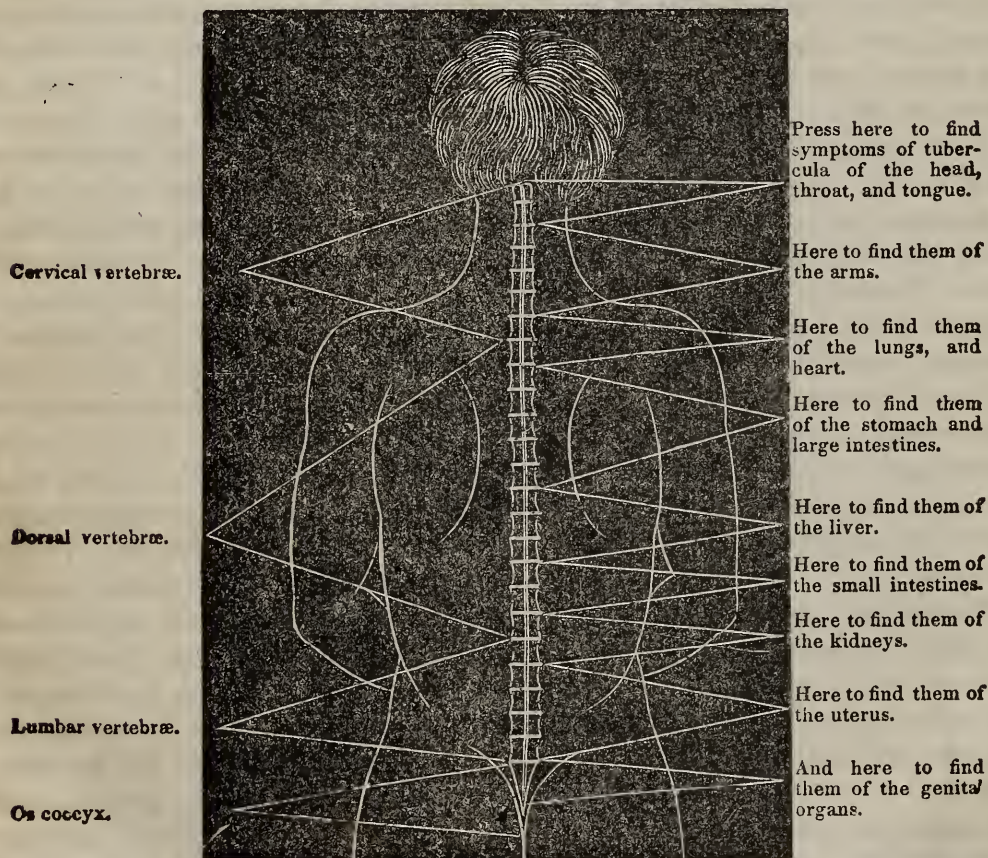 Press here to find
symptoms of tuber-
cula of the head,
throat, and tongue.
Cervical vertebræ.
Here to find them of
the arms.
Here to find them
of the lungs, and
heart.
Here to find them
of the stomach and
large intestines.
Dorsal vertebræ.
Here to find them of
the liver.
Here to find them of
the small intestines.
Here to find them of
the kidneys.
Lumbar vertebræ.
Here to find them of
the uterus.
Os coccyx.
And here to find
them of the genital
organs.